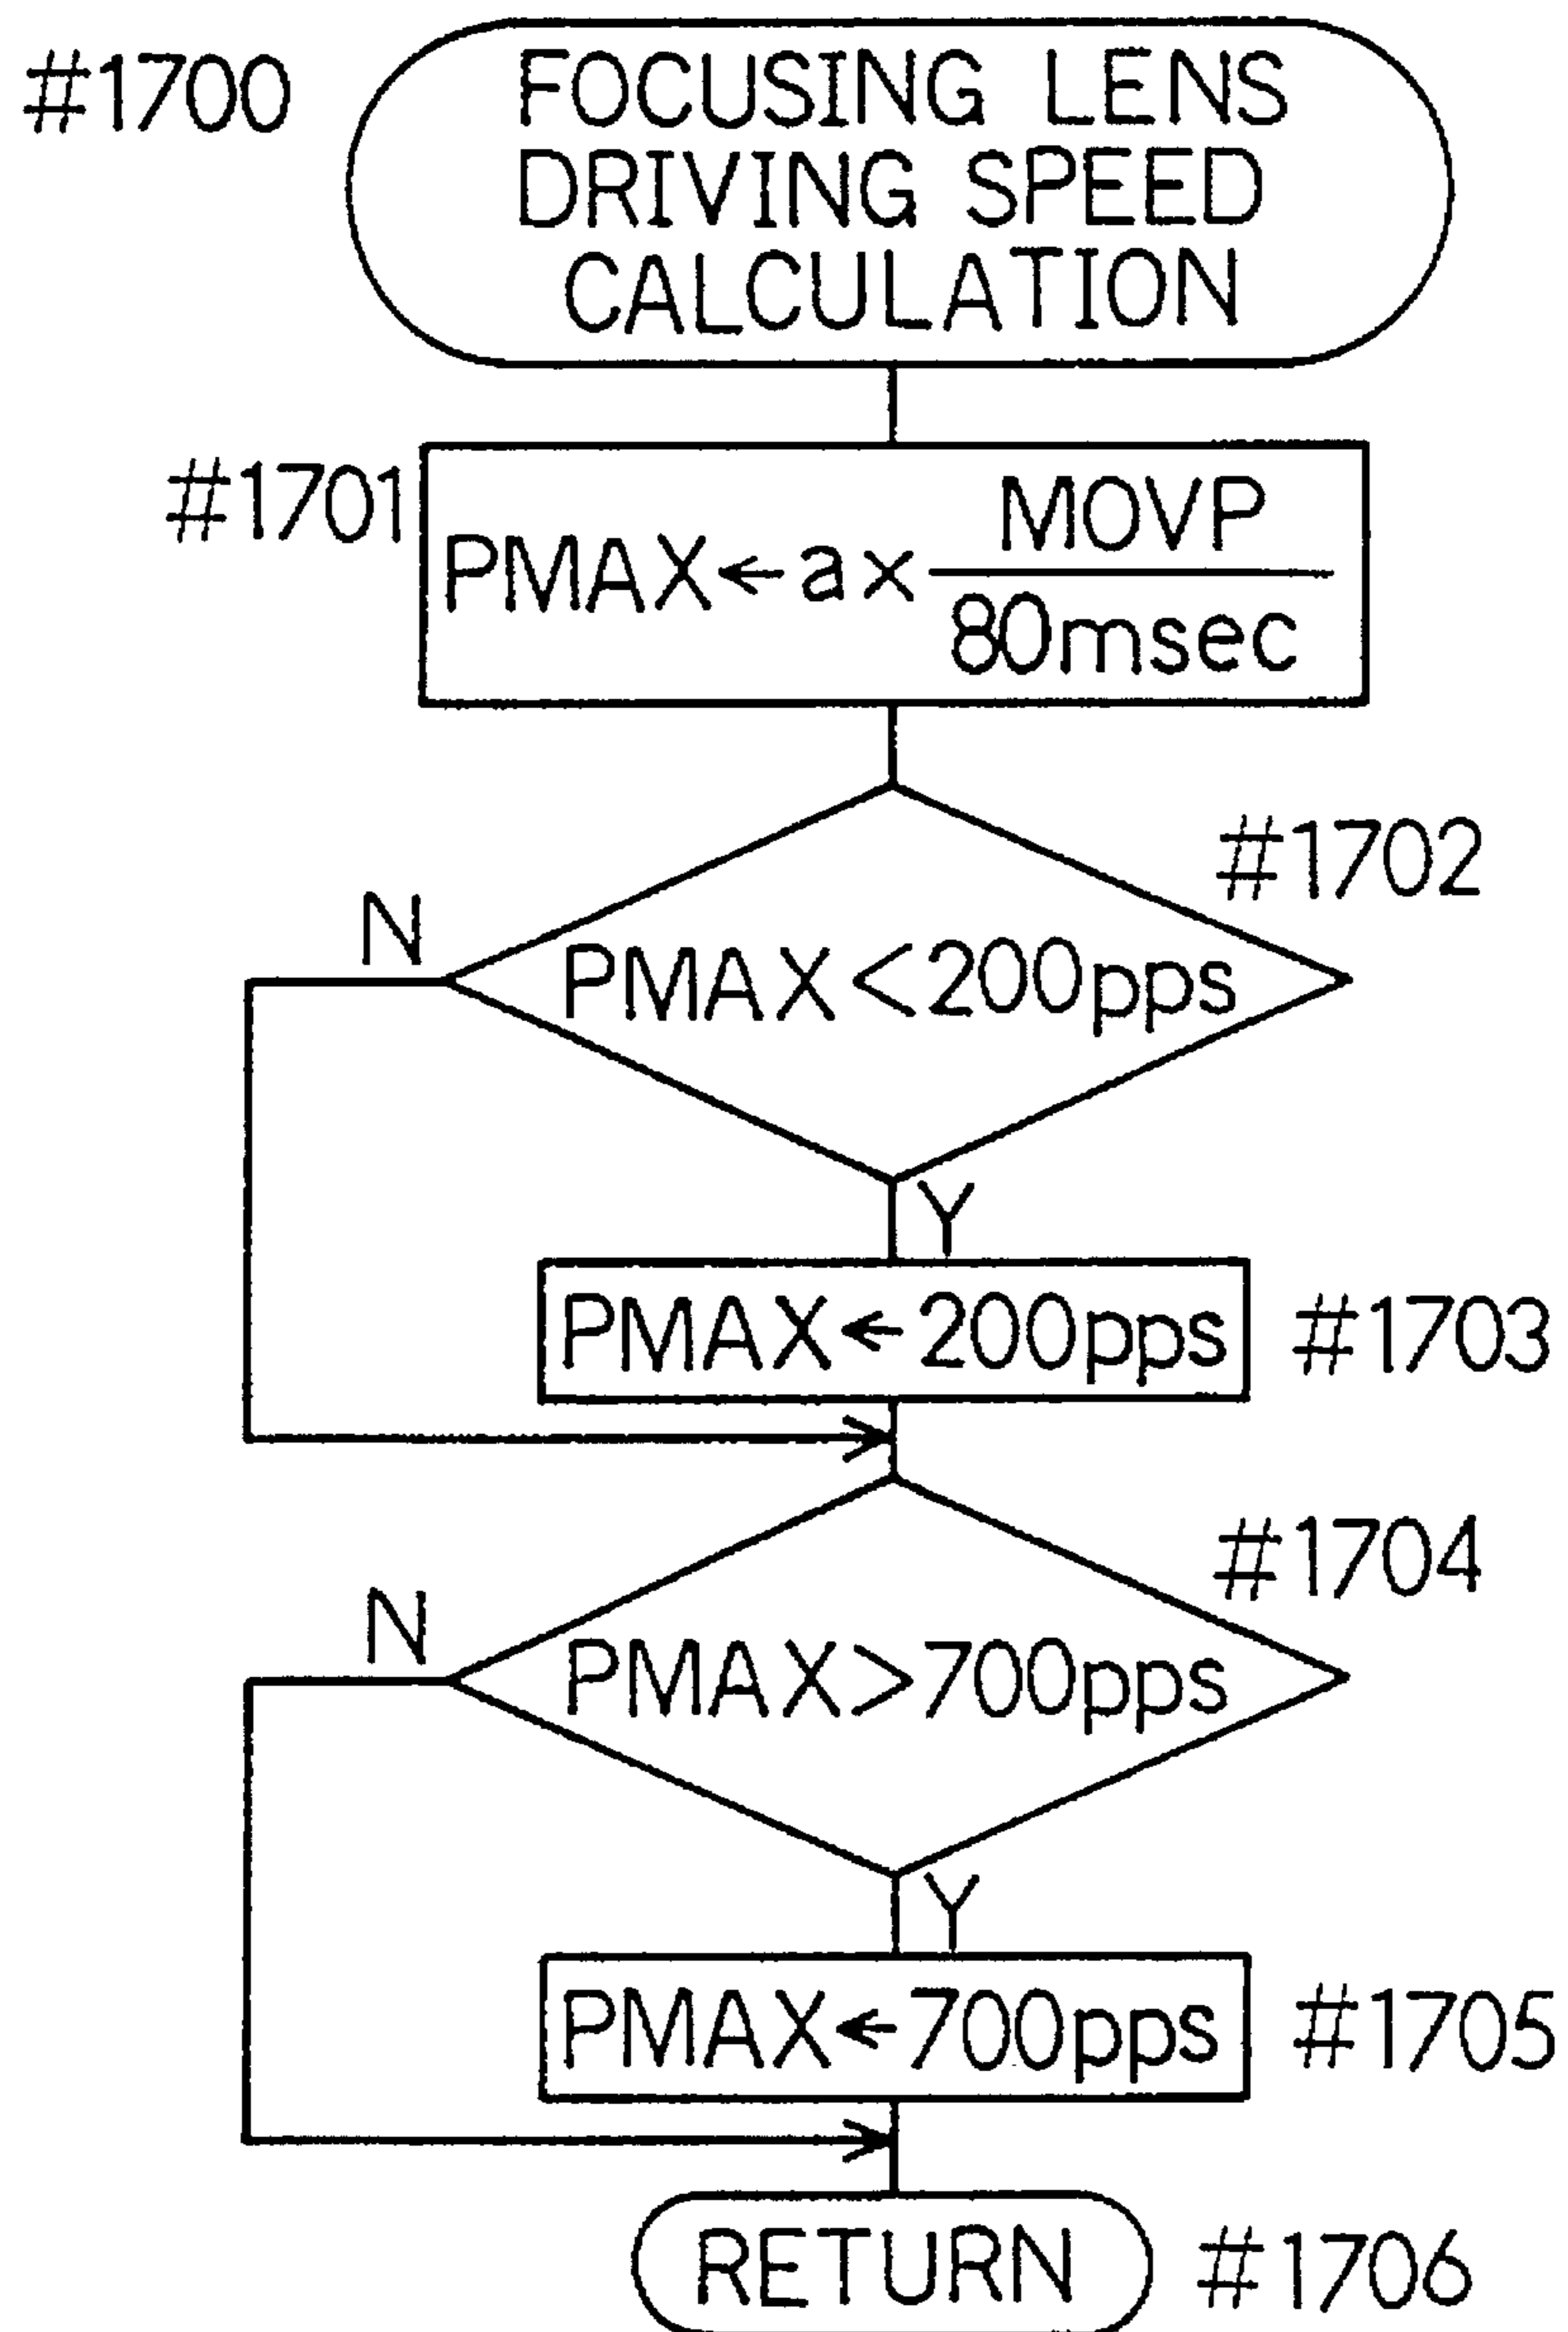 #1700
FOCUSING LENS
DRIVING SPEED
CALCULATION
#1701
PMAX←a×MOVP/80msec
#1702
N
PMAX<200pps
Y
PMAX←200pps
#1703
#1704
N
PMAX>700pps
Y
PMAX←700pps
#1705
RETURN
#1706